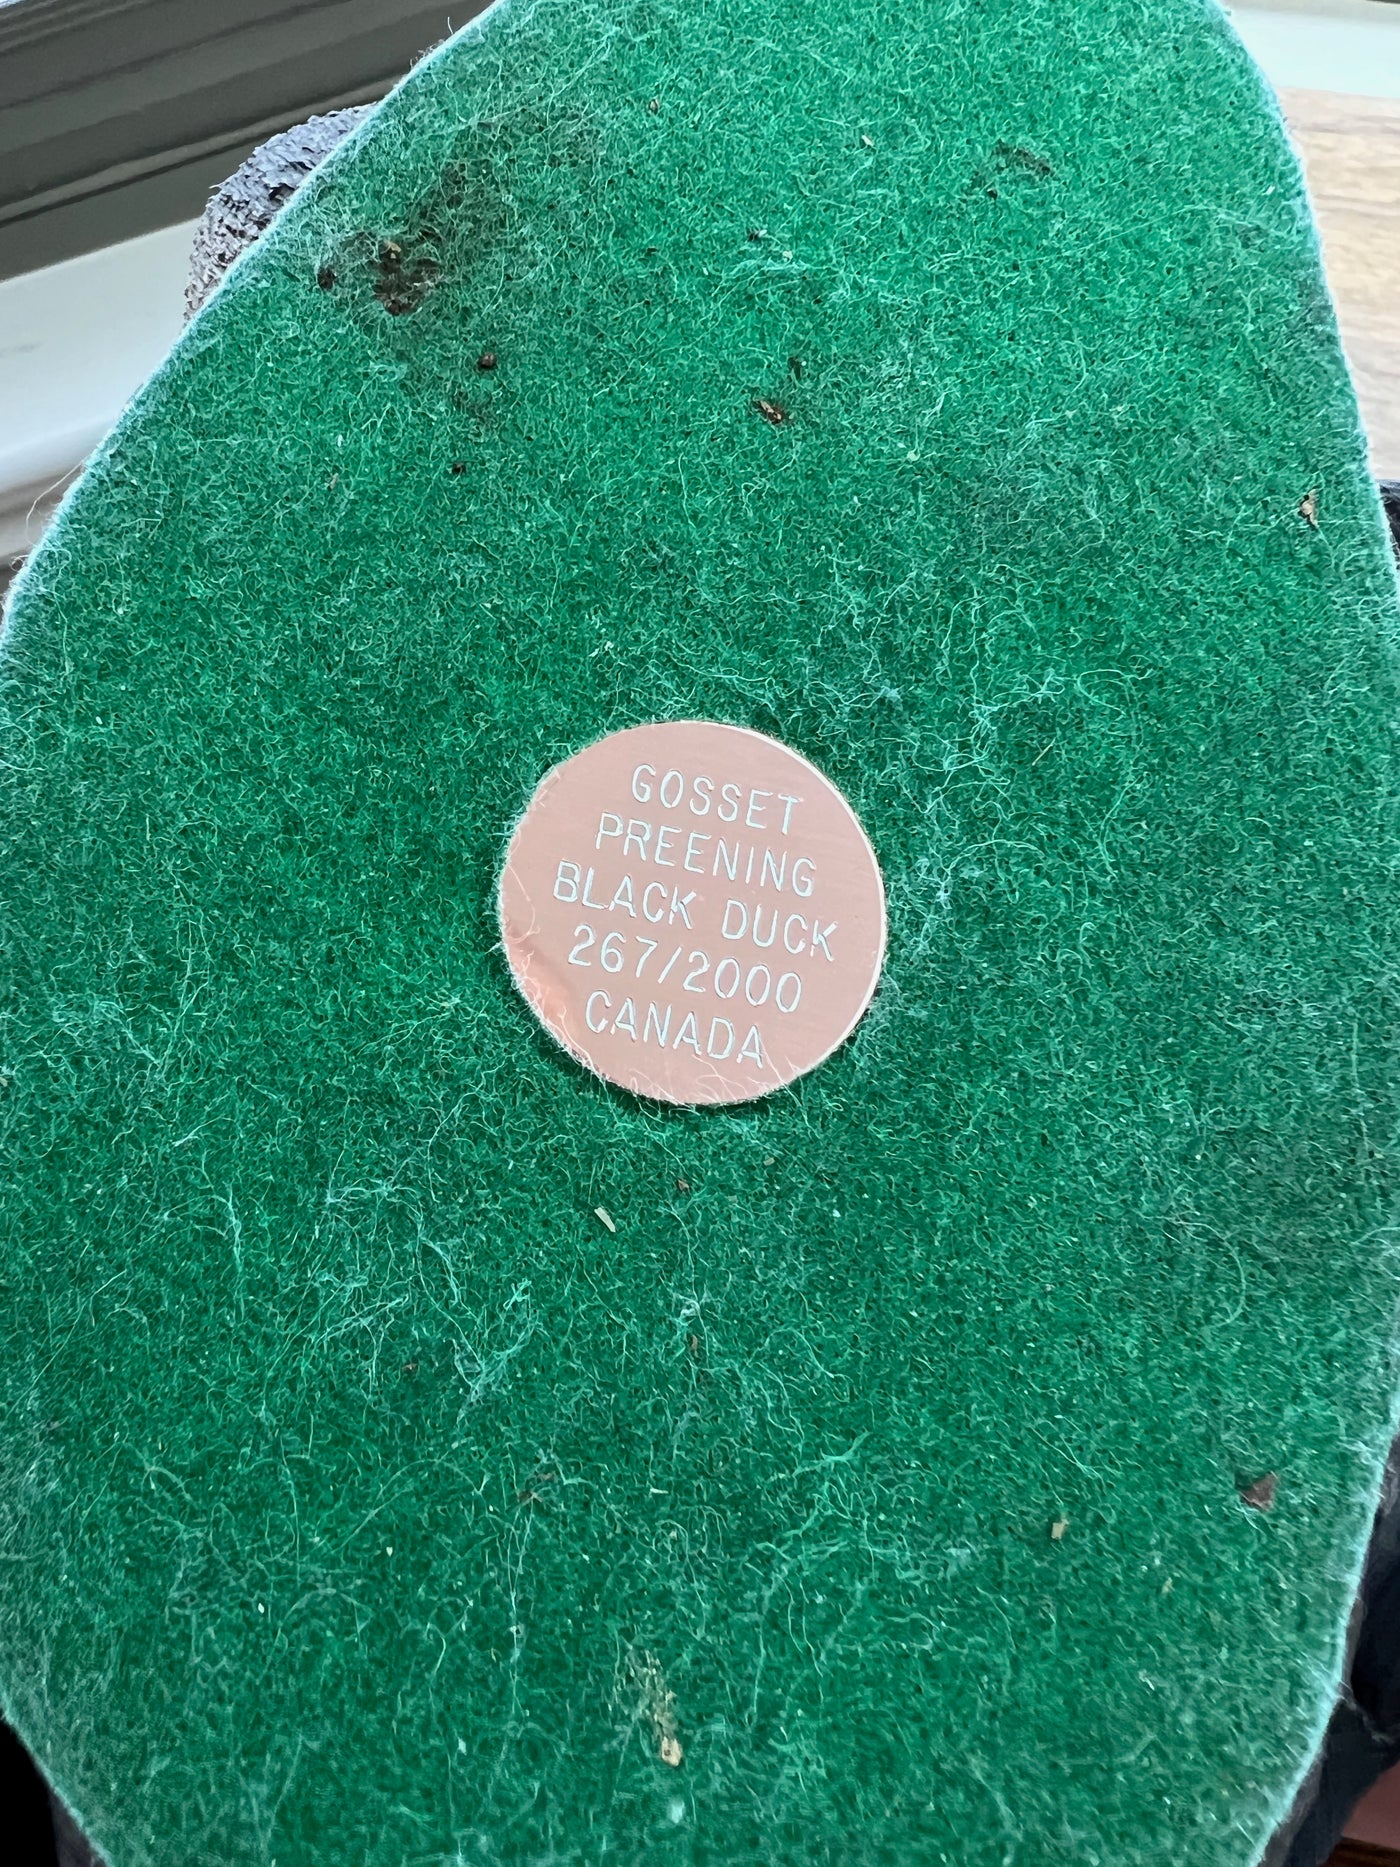 GOSSET
PREENING
BLACK DUCK
267/2000
CANADA